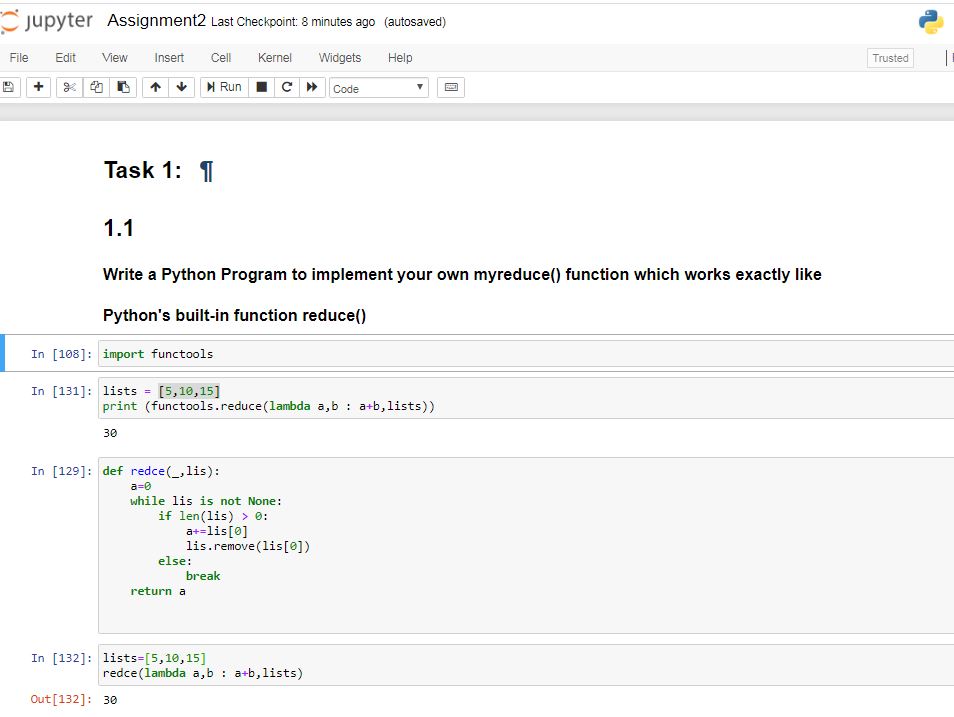 jupyter Assignment2 Last Checkpoint: 8 minutes ago (autosaved)
File Edit View Insert Cell Kernel Widgets Help Trusted
Run Code
Task 1: ¶
1.1
Write a Python Program to implement your own myreduce() function which works exactly like
Python's built-in function reduce()
In [108]: import functools
In [131]: lists = [5,10,15]
print (functools.reduce(lambda a,b : a+b,lists))
30
In [129]: def redce(_,lis):
a=0
while lis is not None:
if len(lis) > 0:
a+=lis[0]
lis.remove(lis[0])
else:
break
return a
In [132]: lists=[5,10,15]
redce(lambda a,b : a+b,lists)
Out[132]: 30